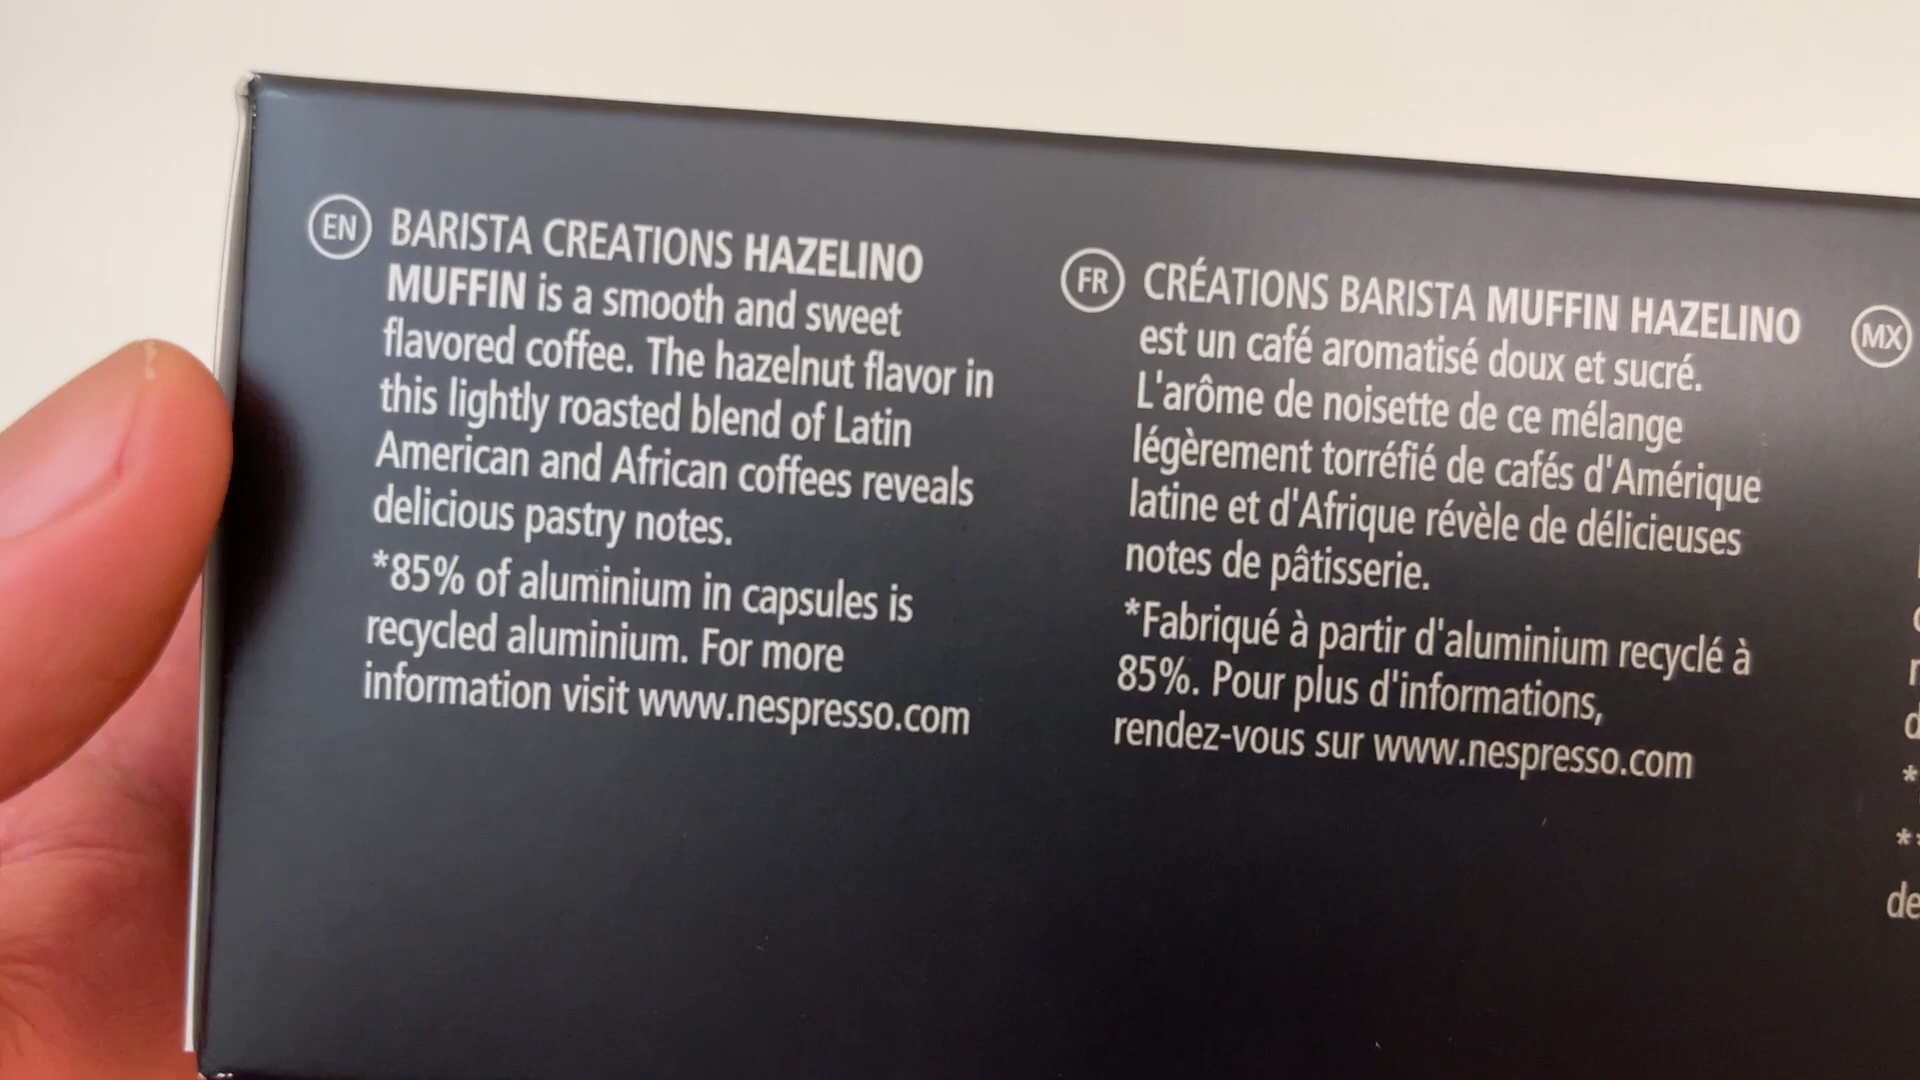 EN BARISTA CREATIONS HAZELINO
MUFFIN is a smooth and sweet
flavored coffee. The hazelnut flavor in
this lightly roasted blend of Latin
American and African coffees reveals
delicious pastry notes.
*85% of aluminium in capsules is
recycled aluminium. For more
information visit www.nespresso.com
FR CRÉATIONS BARISTA MUFFIN HAZELINO
est un café aromatisé doux et sucré.
L'arôme de noisette de ce mélange
légèrement torréfié de cafés d'Amérique
latine et d'Afrique révèle de délicieuses
notes de pâtisserie.
*Fabriqué à partir d'aluminium recyclé à
85%. Pour plus d'informations,
rendez-vous sur www.nespresso.com
MX